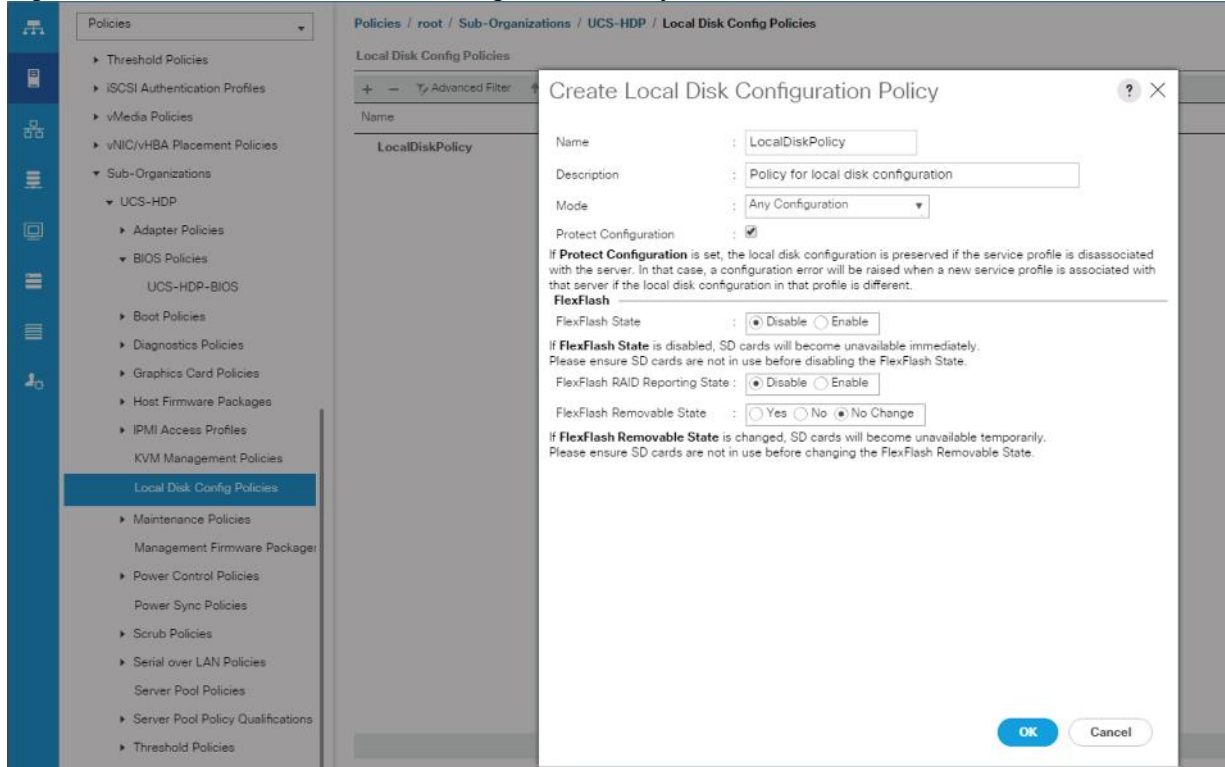 Policies
Threshold Policies
iSCSI Authentication Profiles
vMedia Policies
vNIC/vHBA Placement Policies
Sub-Organizations
UCS-HDP
Adapter Policies
BIOS Policies
UCS-HDP-BIOS
Boot Policies
Diagnostics Policies
Graphics Card Policies
Host Firmware Packages
IPMI Access Profiles
KVM Management Policies
Local Disk Config Policies
Maintenance Policies
Management Firmware Packages
Power Control Policies
Power Sync Policies
Scrub Policies
Serial over LAN Policies
Server Pool Policies
Server Pool Policy Qualifications
Threshold Policies
Policies / root / Sub-Organizations / UCS-HDP / Local Disk Config Policies
Local Disk Config Policies
+ − Advanced Filter
Name
LocalDiskPolicy
Create Local Disk Configuration Policy ? ×
Name : LocalDiskPolicy
Description : Policy for local disk configuration
Mode : Any Configuration
Protect Configuration :
If Protect Configuration is set, the local disk configuration is preserved if the service profile is disassociated
with the server. In that case, a configuration error will be raised when a new service profile is associated with
that server if the local disk configuration in that profile is different.
FlexFlash
FlexFlash State : Disable Enable
If FlexFlash State is disabled, SD cards will become unavailable immediately.
Please ensure SD cards are not in use before disabling the FlexFlash State.
FlexFlash RAID Reporting State : Disable Enable
FlexFlash Removable State : Yes No No Change
If FlexFlash Removable State is changed, SD cards will become unavailable temporarily.
Please ensure SD cards are not in use before changing the FlexFlash Removable State.
OK Cancel